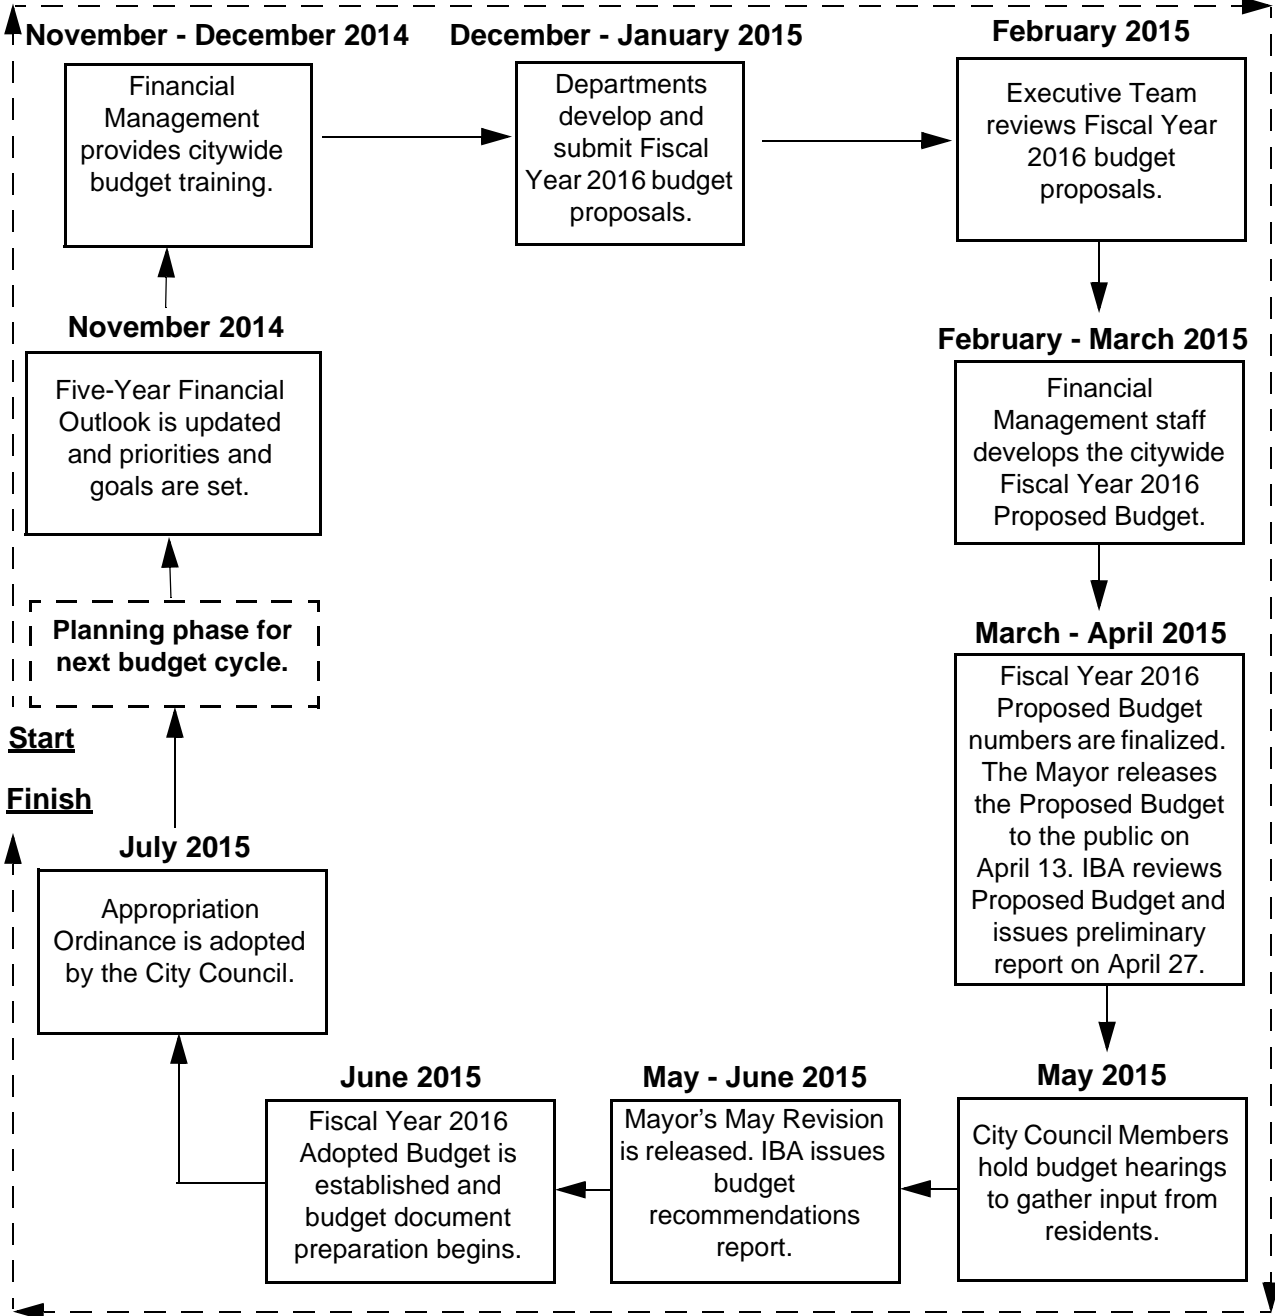 November - December 2014
Financial
Management
provides citywide
budget training.
December - January 2015
Departments
develop and
submit Fiscal
Year 2016 budget
proposals.
February 2015
Executive Team
reviews Fiscal Year
2016 budget
proposals.
February - March 2015
Financial
Management staff
develops the citywide
Fiscal Year 2016
Proposed Budget.
March - April 2015
Fiscal Year 2016
Proposed Budget
numbers are finalized.
The Mayor releases
the Proposed Budget
to the public on
April 13. IBA reviews
Proposed Budget and
issues preliminary
report on April 27.
May 2015
City Council Members
hold budget hearings
to gather input from
residents.
May - June 2015
Mayor’s May Revision
is released. IBA issues
budget
recommendations
report.
June 2015
Fiscal Year 2016
Adopted Budget is
established and
budget document
preparation begins.
July 2015
Appropriation
Ordinance is adopted
by the City Council.
Finish
Start
Planning phase for
next budget cycle.
November 2014
Five-Year Financial
Outlook is updated
and priorities and
goals are set.